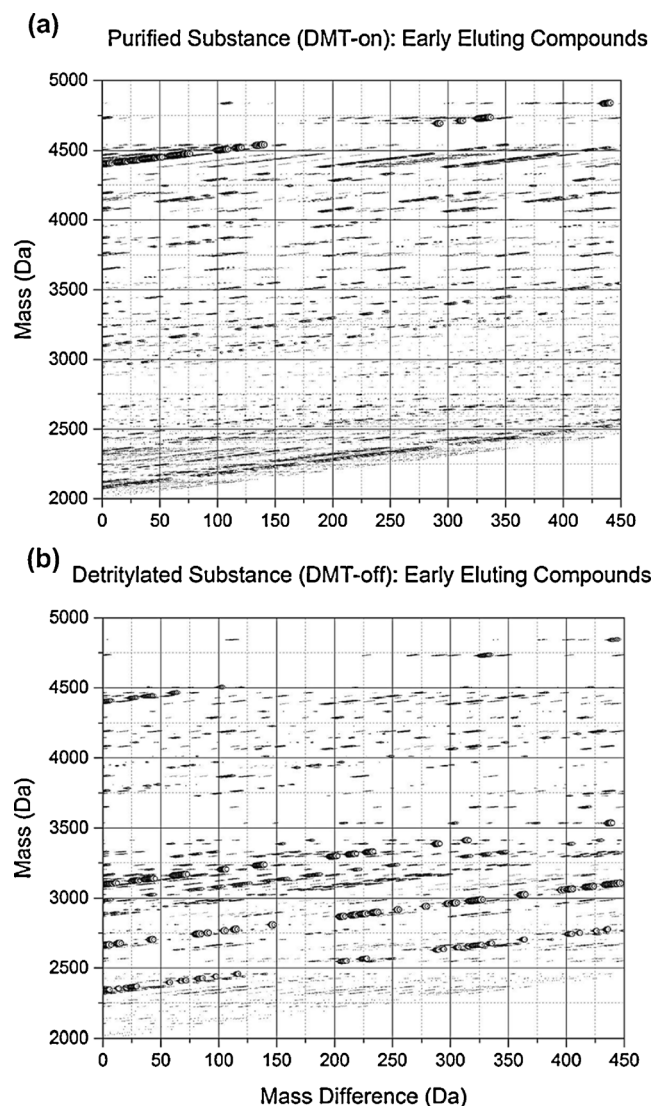 (a)
Purified Substance (DMT-on): Early Eluting Compounds
5000
4500
4000
3500
3000
2500
2000
Mass (Da)
0 50 100 150 200 250 300 350 400 450
(b)
Detritylated Substance (DMT-off): Early Eluting Compounds
5000
4500
4000
3500
3000
2500
2000
Mass (Da)
0 50 100 150 200 250 300 350 400 450
Mass Difference (Da)